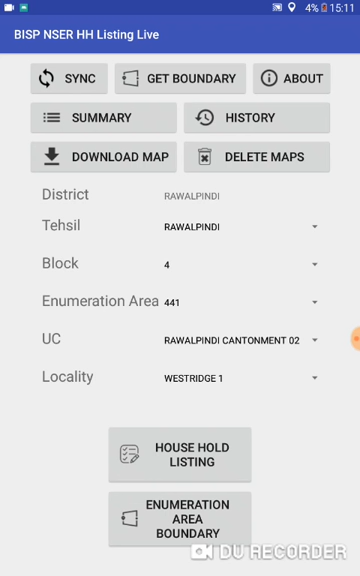 4% 15:11
BISP NSER HH Listing Live
SYNC GET BOUNDARY ABOUT
SUMMARY HISTORY
DOWNLOAD MAP DELETE MAPS
District RAWALPINDI
Tehsil RAWALPINDI
Block 4
Enumeration Area 441
UC RAWALPINDI CANTONMENT 02
Locality WESTRIDGE 1
HOUSE HOLD
LISTING
ENUMERATION
AREA
BOUNDARY
DU RECORDER